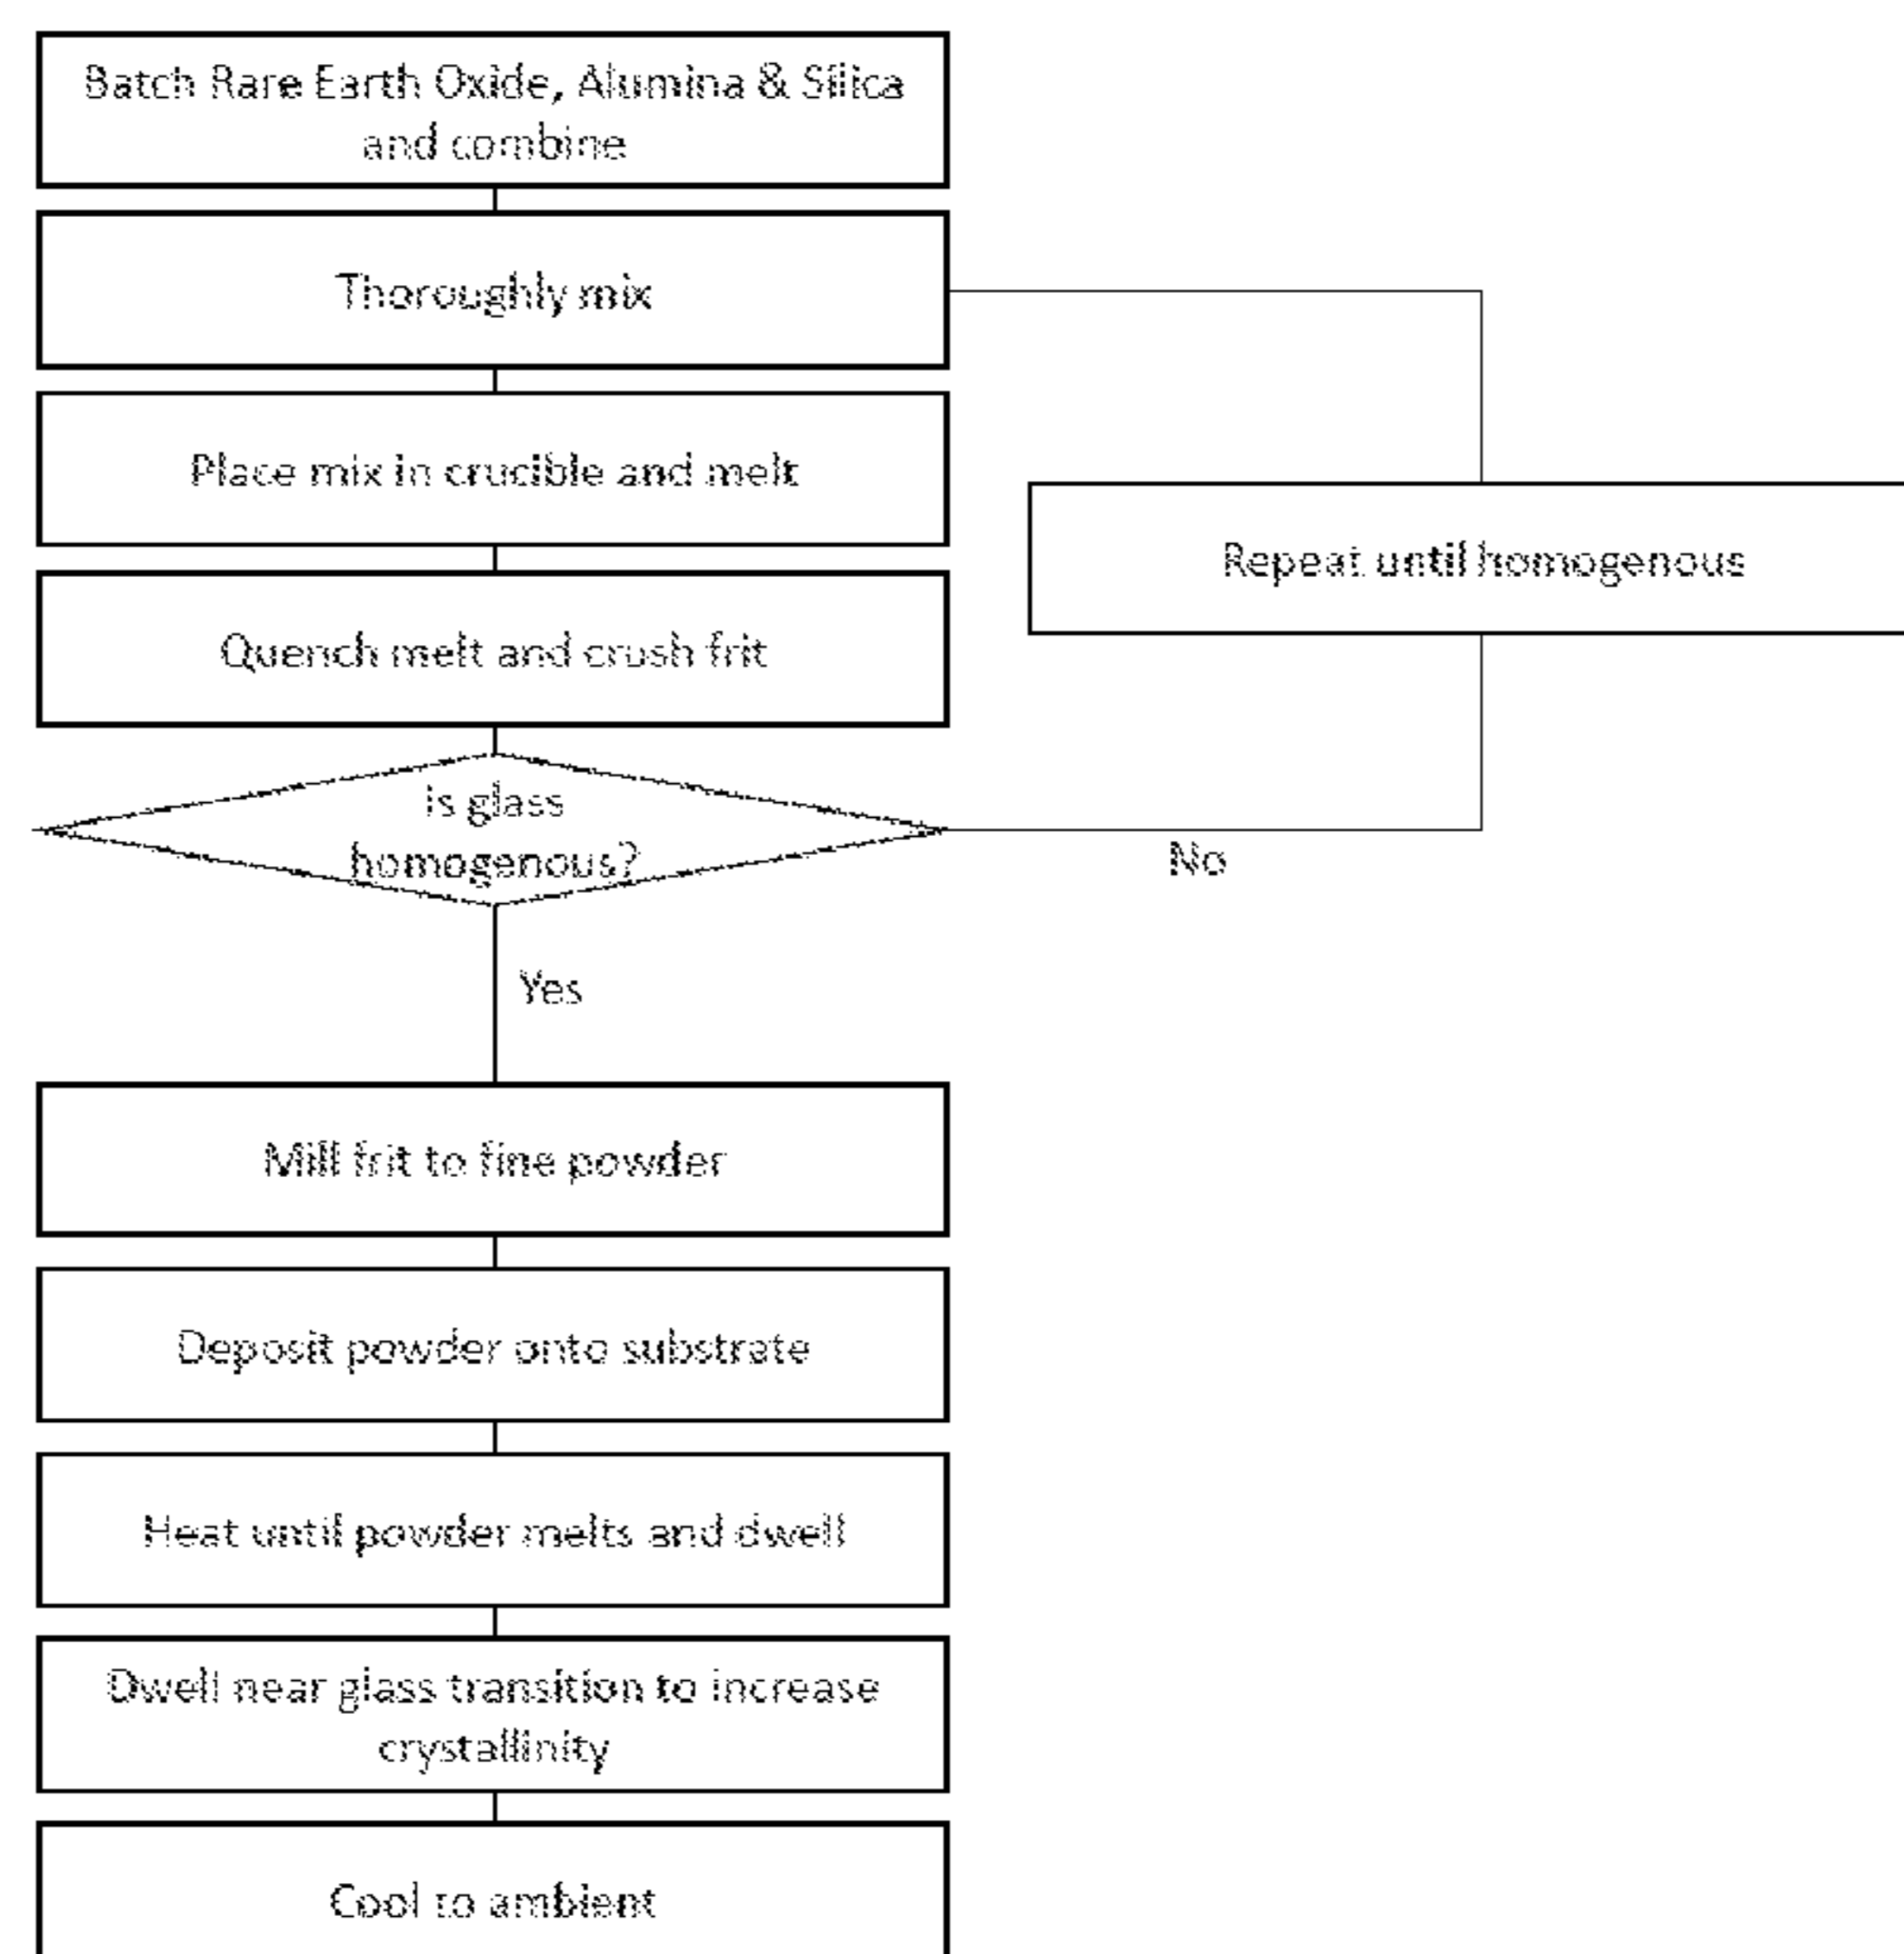 Batch Rare Earth Oxide, Alumina & Silica
and combine
Thoroughly mix
Place mix in crucible and melt
Repeat until homogenous
Quench melt and crush frit
Is glass
homogenous?
No
Yes
Mill frit to fine powder
Deposit powder onto substrate
Heat until powder melts and dwell
Dwell near glass transition to increase
crystallinity
Cool to ambient